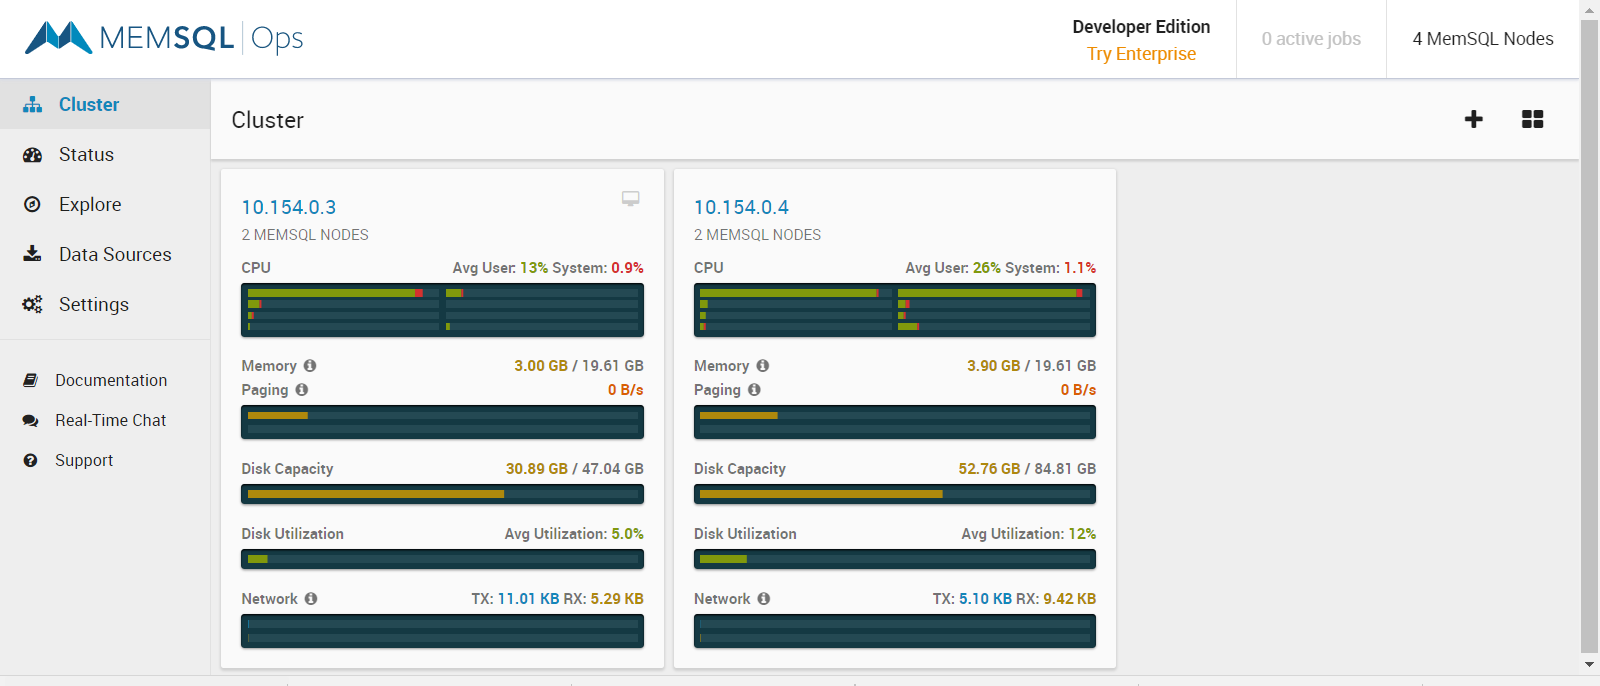 MEMSQL Ops
Developer Edition
Try Enterprise
0 active jobs
4 MemSQL Nodes
Cluster
Status
Explore
Data Sources
Settings
Documentation
Real-Time Chat
Support
Cluster
10.154.0.3
2 MEMSQL NODES
CPU Avg User: 13% System: 0.9%
Memory 3.00 GB / 19.61 GB
Paging 0 B/s
Disk Capacity 30.89 GB / 47.04 GB
Disk Utilization Avg Utilization: 5.0%
Network TX: 11.01 KB RX: 5.29 KB
10.154.0.4
2 MEMSQL NODES
CPU Avg User: 26% System: 1.1%
Memory 3.90 GB / 19.61 GB
Paging 0 B/s
Disk Capacity 52.76 GB / 84.81 GB
Disk Utilization Avg Utilization: 12%
Network TX: 5.10 KB RX: 9.42 KB